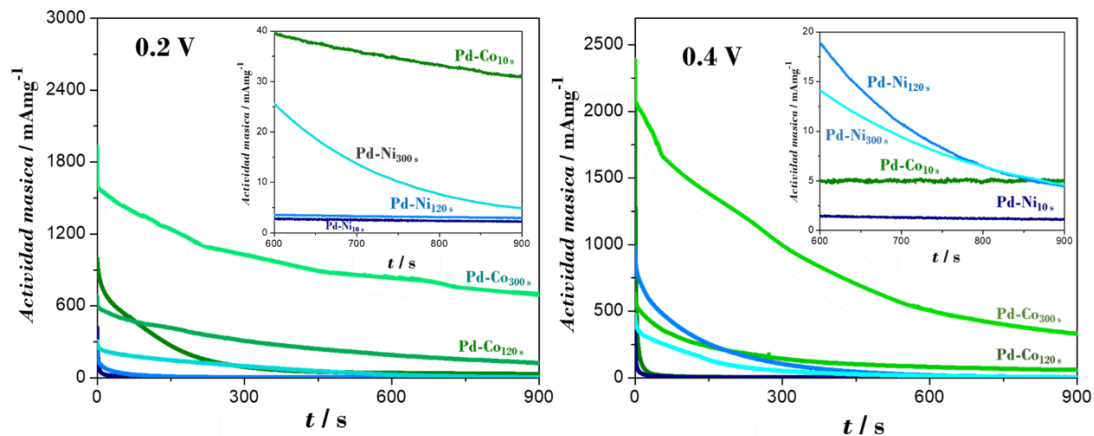 3000
2400
1800
1200
600
0
0
300
600
900
Actividad masica / mAmg⁻¹
t / s
0.2 V
Pd-Co300 s
Pd-Co120 s
40
30
20
10
0
600
700
800
900
Actividad masica / mAmg⁻¹
t / s
Pd-Co10 s
Pd-Ni300 s
Pd-Ni120 s
Pd-Ni10 s
2500
2000
1500
1000
500
0
0
300
600
900
Actividad masica / mAmg⁻¹
t / s
0.4 V
Pd-Co300 s
Pd-Co120 s
20
15
10
5
0
600
700
800
900
Actividad masica / mAmg⁻¹
t / s
Pd-Ni120 s
Pd-Ni300 s
Pd-Co10 s
Pd-Ni10 s